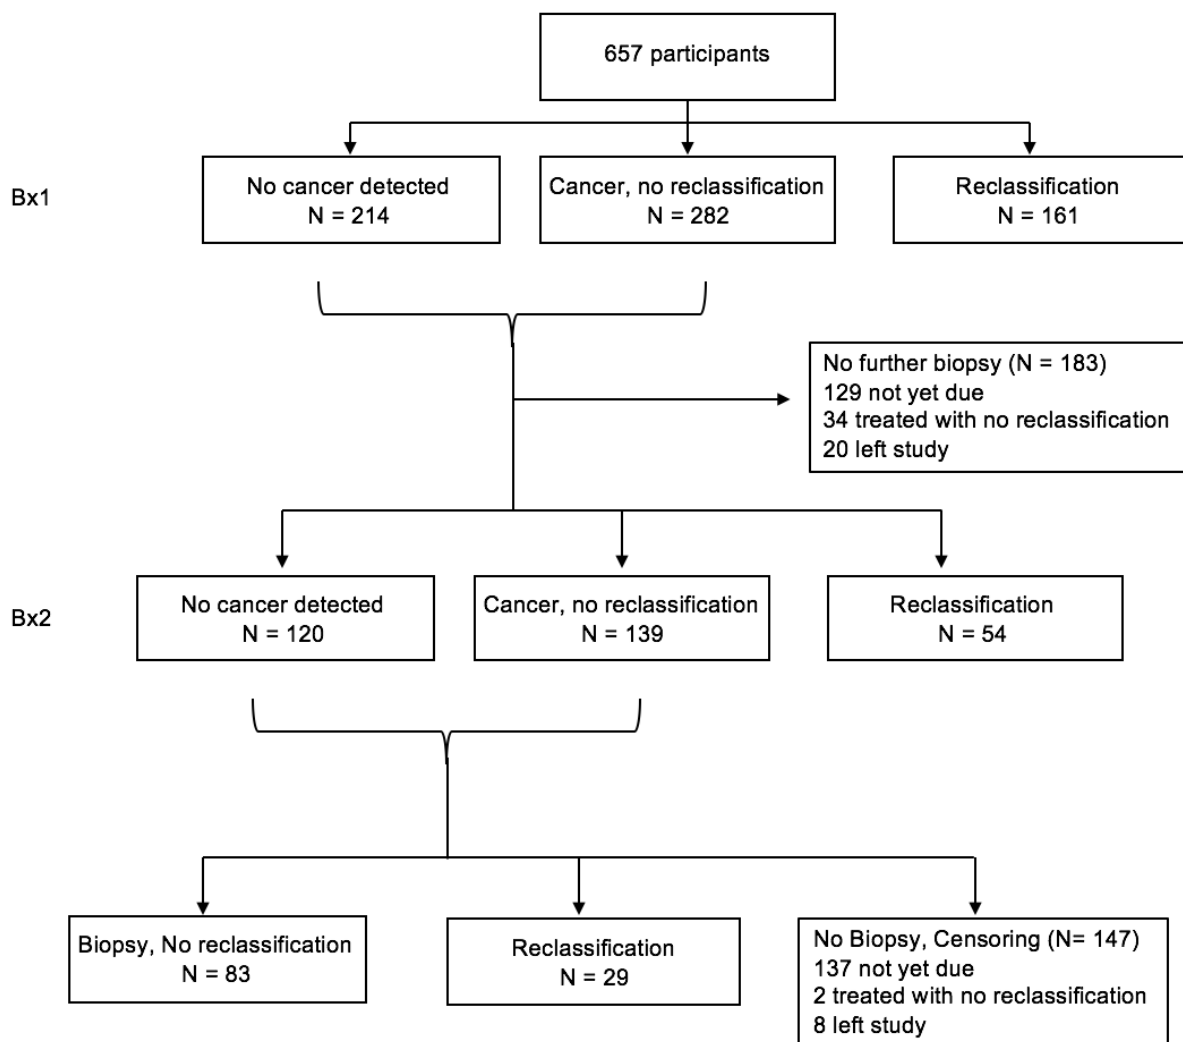 657 participants
Bx1
No cancer detected
N = 214
Cancer, no reclassification
N = 282
Reclassification
N = 161
No further biopsy (N = 183)
129 not yet due
34 treated with no reclassification
20 left study
Bx2
No cancer detected
N = 120
Cancer, no reclassification
N = 139
Reclassification
N = 54
Biopsy, No reclassification
N = 83
Reclassification
N = 29
No Biopsy, Censoring (N= 147)
137 not yet due
2 treated with no reclassification
8 left study